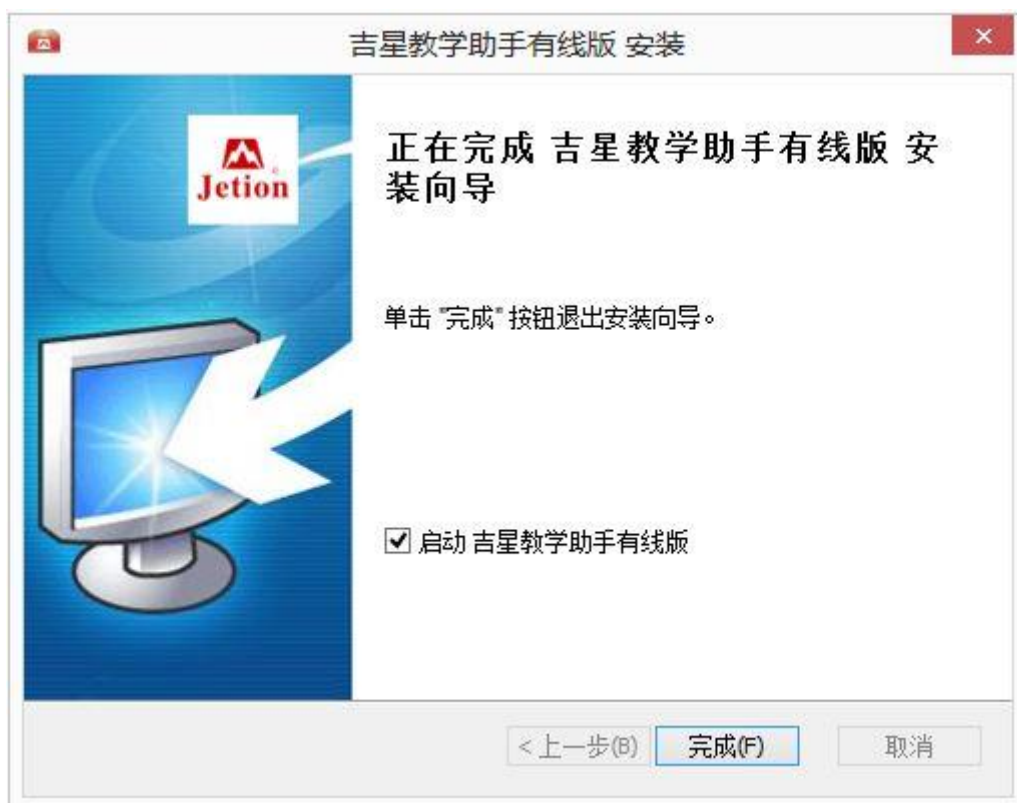 吉星教学助手有线版 安装
Jetion
正在完成 吉星教学助手有线版 安
装向导
单击 "完成" 按钮退出安装向导。
启动 吉星教学助手有线版
< 上一步(B) 完成(F) 取消